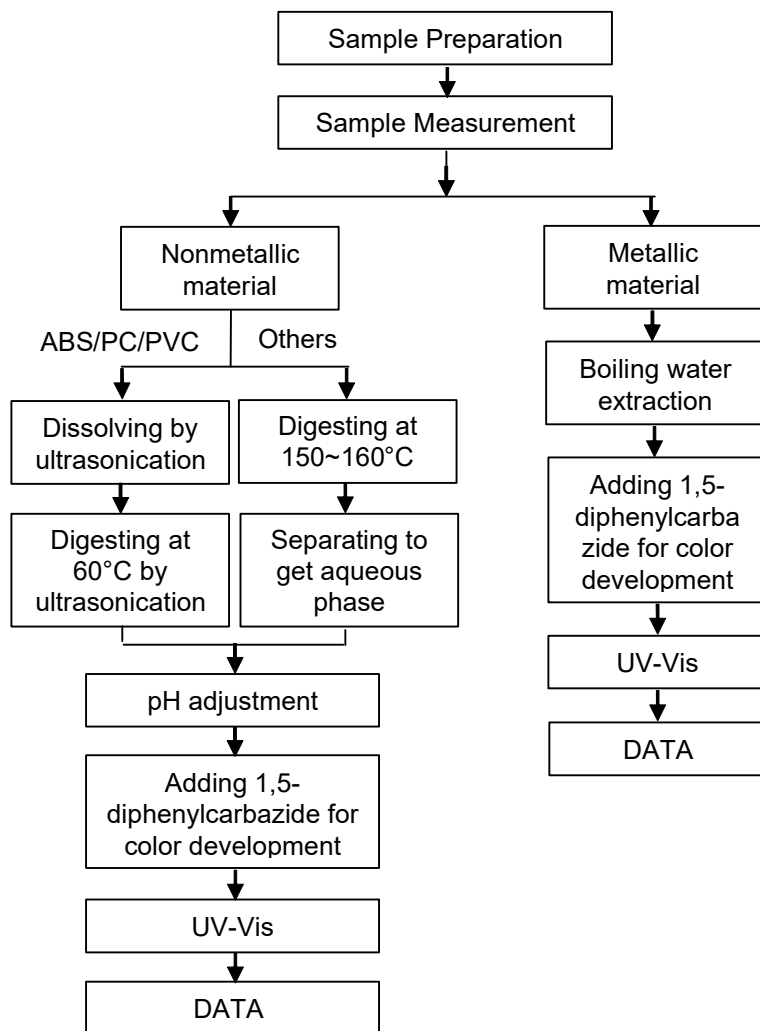 Sample Preparation
Sample Measurement
Nonmetallic
material
Metallic
material
ABS/PC/PVC
Others
Boiling water
extraction
Dissolving by
ultrasonication
Digesting at
150~160°C
Adding 1,5-
diphenylcarba
zide for color
development
Digesting at
60°C by
ultrasonication
Separating to
get aqueous
phase
UV-Vis
pH adjustment
DATA
Adding 1,5-
diphenylcarbazide for
color development
UV-Vis
DATA